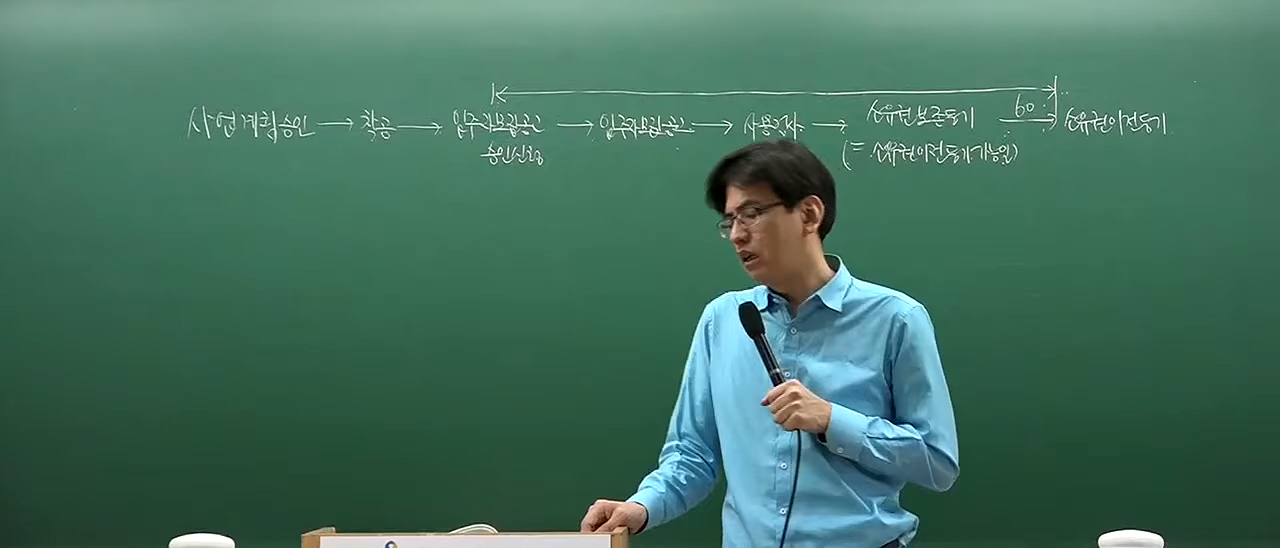 사업계획승인 → 착공 → 입주자모집공고 → 입주자모집공고 → 사용검사 → 소유권보존등기 60 → 소유권이전등기
승인신청 (= 소유권이전등기가능일)